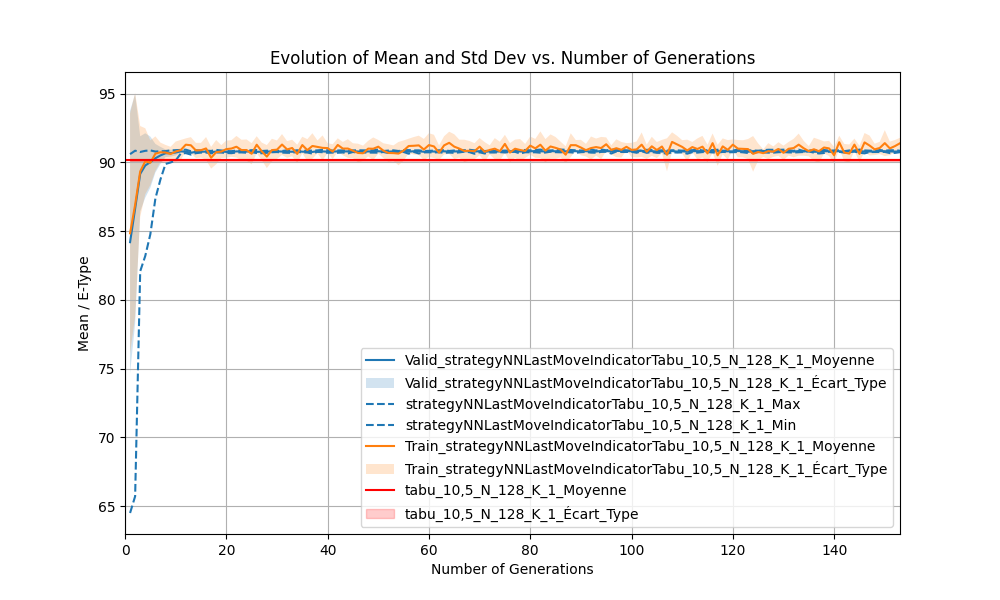 Evolution of Mean and Std Dev vs. Number of Generations
Mean / E-Type
95
90
85
80
75
70
65
Valid_strategyNNLastMoveIndicatorTabu_10,5_N_128_K_1_Moyenne
Valid_strategyNNLastMoveIndicatorTabu_10,5_N_128_K_1_Écart_Type
strategyNNLastMoveIndicatorTabu_10,5_N_128_K_1_Max
strategyNNLastMoveIndicatorTabu_10,5_N_128_K_1_Min
Train_strategyNNLastMoveIndicatorTabu_10,5_N_128_K_1_Moyenne
Train_strategyNNLastMoveIndicatorTabu_10,5_N_128_K_1_Écart_Type
tabu_10,5_N_128_K_1_Moyenne
tabu_10,5_N_128_K_1_Écart_Type
0 20 40 60 80 100 120 140
Number of Generations